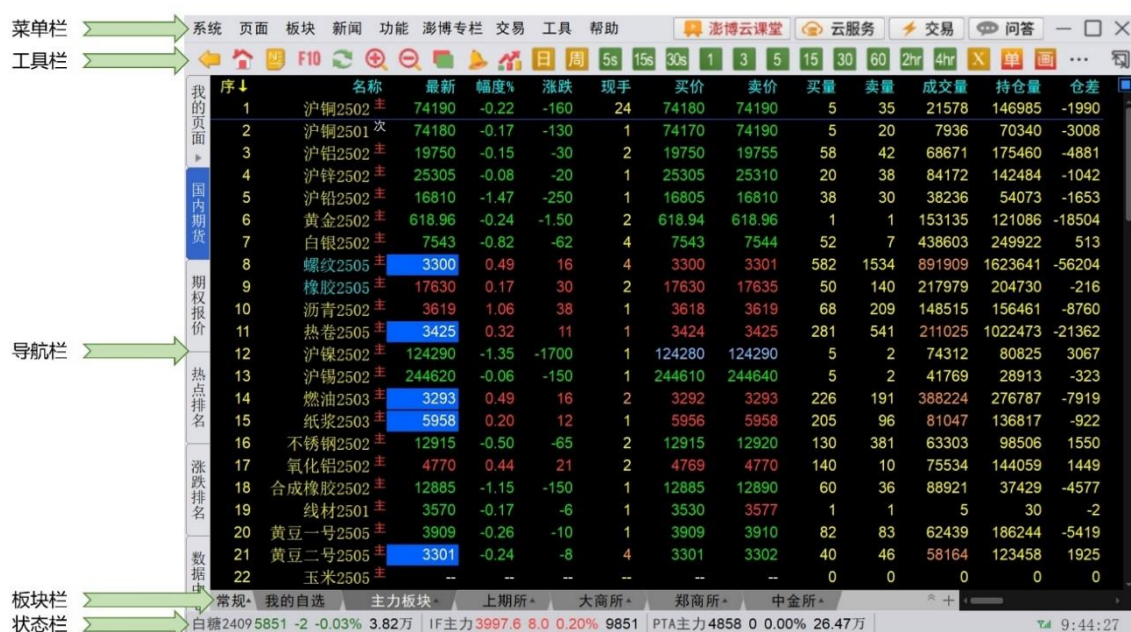 菜单栏
工具栏
导航栏
板块栏
状态栏
系统 页面 板块 新闻 功能 澎博专栏 交易 工具 帮助 澎博云课堂 云服务 交易 问答
F10 日 周 5s 15s 30s 1 3 5 15 30 60 2hr 4hr X 单 画 ...
我的页面
国内期货
期权报价
热点排名
涨跌排名
数据中
序↓ 名称 最新 幅度% 涨跌 现手 买价 卖价 买量 卖量 成交量 持仓量 仓差
1 沪铜2502 主 74190 -0.22 -160 24 74180 74190 5 35 21578 146985 -1990
2 沪铜2501 次 74180 -0.17 -130 1 74170 74190 5 20 7936 70340 -3008
3 沪铝2502 主 19750 -0.15 -30 2 19750 19755 58 42 68671 175460 -4881
4 沪锌2502 主 25305 -0.08 -20 1 25305 25310 20 38 84172 142484 -1042
5 沪铅2502 主 16810 -1.47 -250 1 16805 16810 38 30 38236 54073 -1653
6 黄金2502 主 618.96 -0.24 -1.50 2 618.94 618.96 1 1 153135 121086 -18504
7 白银2502 主 7543 -0.82 -62 4 7543 7544 52 7 438603 249922 513
8 螺纹2505 主 3300 0.49 16 4 3300 3301 582 1534 891909 1623641 -56204
9 橡胶2505 主 17630 0.17 30 2 17630 17635 50 140 217979 204730 -216
10 沥青2502 主 3619 1.06 38 1 3618 3619 68 209 148515 156461 -8760
11 热卷2505 主 3425 0.32 11 1 3424 3425 281 541 211025 1022473 -21362
12 沪镍2502 主 124290 -1.35 -1700 1 124280 124290 5 2 74312 80825 3067
13 沪锡2502 主 244620 -0.06 -150 1 244610 244640 5 2 41769 28913 -323
14 燃油2503 主 3293 0.49 16 2 3292 3293 226 191 388224 276787 -7919
15 纸浆2503 主 5958 0.20 12 1 5956 5958 205 96 81047 136817 -922
16 不锈钢2502 主 12915 -0.50 -65 2 12915 12920 130 381 63303 98506 1550
17 氧化铝2502 主 4770 0.44 21 2 4769 4770 140 10 75534 144059 1449
18 合成橡胶2502 主 12885 -1.15 -150 1 12885 12890 60 36 88921 37429 -4577
19 线材2501 主 3570 -0.17 -6 1 3530 3577 1 1 5 30 -2
20 黄豆一号2505 主 3909 -0.26 -10 1 3909 3910 82 83 62439 186244 -5419
21 黄豆二号2505 主 3301 -0.24 -8 4 3301 3302 40 46 58164 123458 1925
22 玉米2505 主 -- -- -- -- -- -- 0 0 0 0 0
常规 我的自选 主力板块 上期所 大商所 郑商所 中金所 +
白糖2409 5851 -2 -0.03% 3.82万 IF主力 3997.6 8.0 0.20% 9851 PTA主力 4858 0 0.00% 26.47万 9:44:27